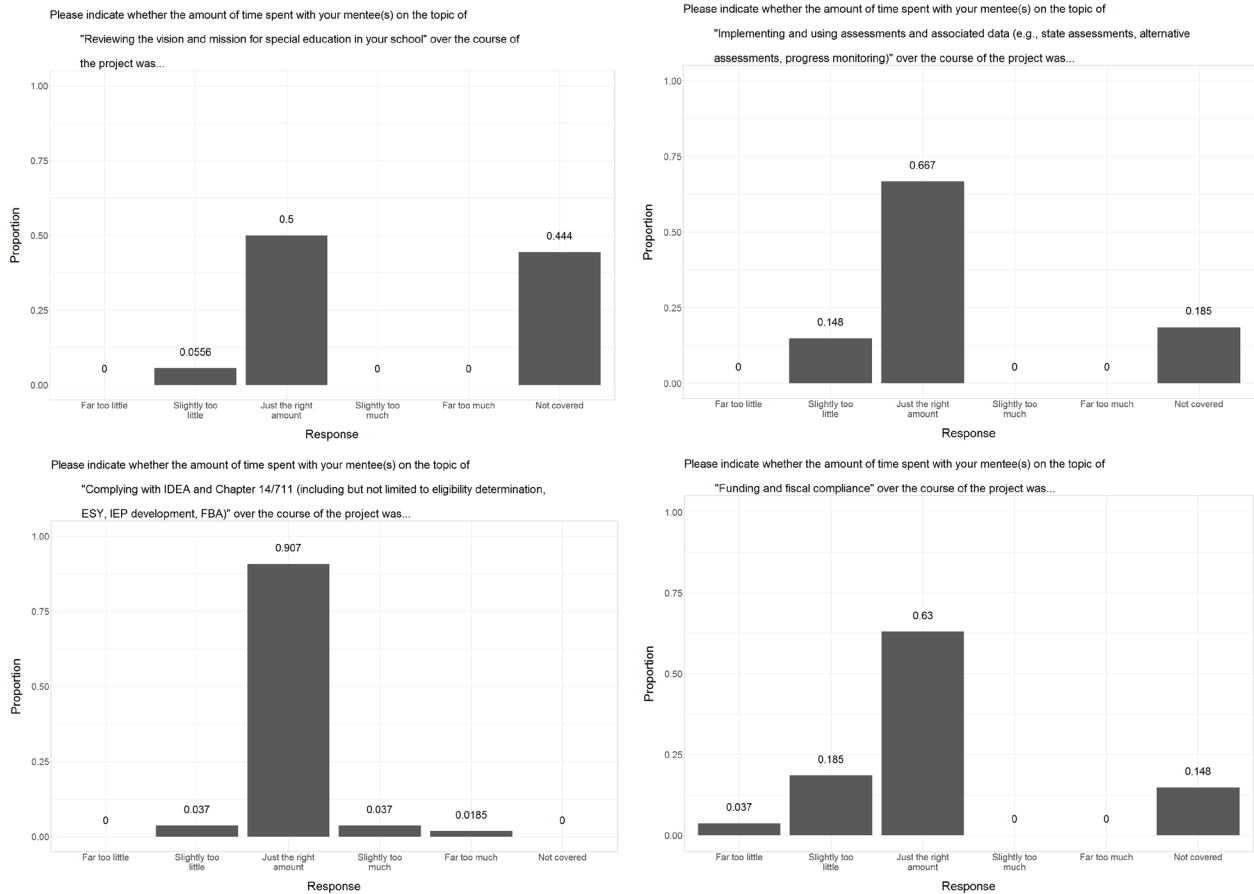 Please indicate whether the amount of time spent with your mentee(s) on the topic of
"Reviewing the vision and mission for special education in your school" over the course of
the project was...
1.00
0.75
0.50
0.25
0.00
Proportion
0
0.0556
0.5
0
0
0.444
Far too little
Slightly too
little
Just the right
amount
Slightly too
much
Far too much
Not covered
Response
Please indicate whether the amount of time spent with your mentee(s) on the topic of
"Implementing and using assessments and associated data (e.g., state assessments, alternative
assessments, progress monitoring)" over the course of the project was...
1.00
0.75
0.50
0.25
0.00
Proportion
0
0.148
0.667
0
0
0.185
Far too little
Slightly too
little
Just the right
amount
Slightly too
much
Far too much
Not covered
Response
Please indicate whether the amount of time spent with your mentee(s) on the topic of
"Complying with IDEA and Chapter 14/711 (including but not limited to eligibility determination,
ESY, IEP development, FBA)" over the course of the project was...
1.00
0.75
0.50
0.25
0.00
Proportion
0
0.037
0.907
0.037
0.0185
0
Far too little
Slightly too
little
Just the right
amount
Slightly too
much
Far too much
Not covered
Response
Please indicate whether the amount of time spent with your mentee(s) on the topic of
"Funding and fiscal compliance" over the course of the project was...
1.00
0.75
0.50
0.25
0.00
Proportion
0.037
0.185
0.63
0
0
0.148
Far too little
Slightly too
little
Just the right
amount
Slightly too
much
Far too much
Not covered
Response